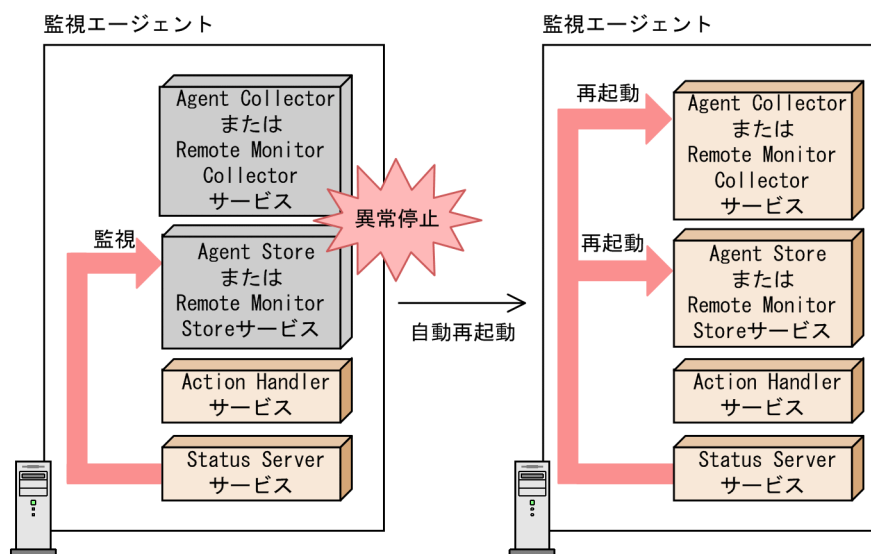 監視エージェント
Agent Collector
または
Remote Monitor
Collector
サービス
異常停止
監視
Agent Store
または
Remote Monitor
Storeサービス
Action Handler
サービス
Status Server
サービス
自動再起動
監視エージェント
再起動
Agent Collector
または
Remote Monitor
Collector
サービス
再起動
Agent Store
または
Remote Monitor
Storeサービス
Action Handler
サービス
Status Server
サービス